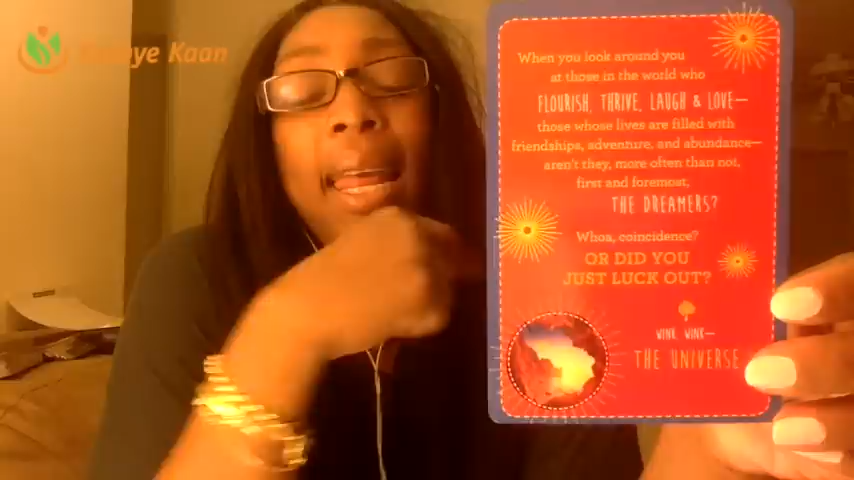 Kaan
When you look around you
at those in the world who
FLOURISH, THRIVE, LAUGH & LOVE—
those whose lives are filled with
friendships, adventure, and abundance—
aren't they, more often than not,
first and foremost,
THE DREAMERS?
Whoa, coincidence?
OR DID YOU
JUST LUCK OUT?
WINK, WINK—
THE UNIVERSE